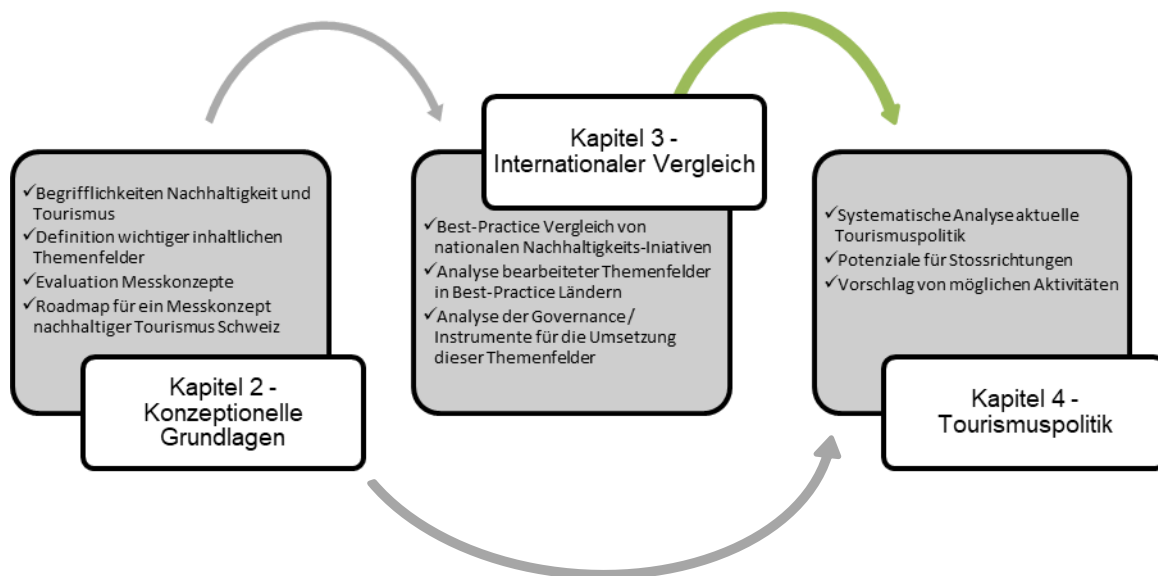 ✓Begrifflichkeiten Nachhaltigkeit und
Tourismus
✓Definition wichtiger inhaltlichen
Themenfelder
✓Evaluation Messkonzepte
✓Roadmap für ein Messkonzept
nachhaltiger Tourismus Schweiz
Kapitel 2 -
Konzeptionelle
Grundlagen
Kapitel 3 -
Internationaler Vergleich
✓Best-Practice Vergleich von
nationalen Nachhaltigkeits-Iniativen
✓Analyse bearbeiteter Themenfelder
in Best-Practice Ländern
✓Analyse der Governance /
Instrumente für die Umsetzung
dieser Themenfelder
✓Systematische Analyse aktuelle
Tourismuspolitik
✓Potenziale für Stossrichtungen
✓Vorschlag von möglichen Aktivitäten
Kapitel 4 -
Tourismuspolitik